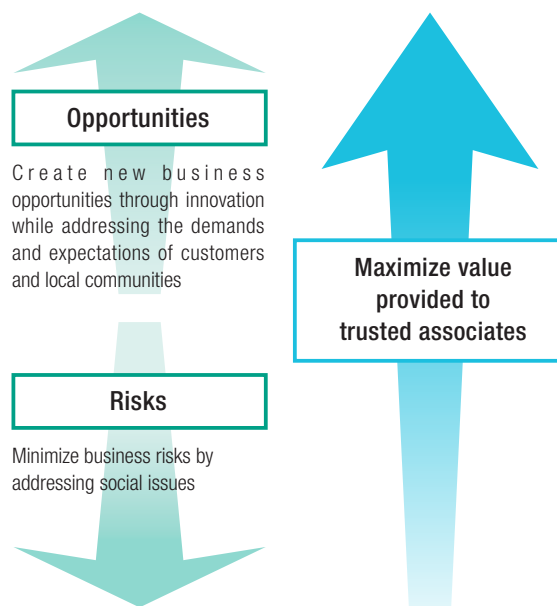 Opportunities
Create new business
opportunities through innovation
while addressing the demands
and expectations of customers
and local communities
Risks
Minimize business risks by
addressing social issues
Maximize value
provided to
trusted associates